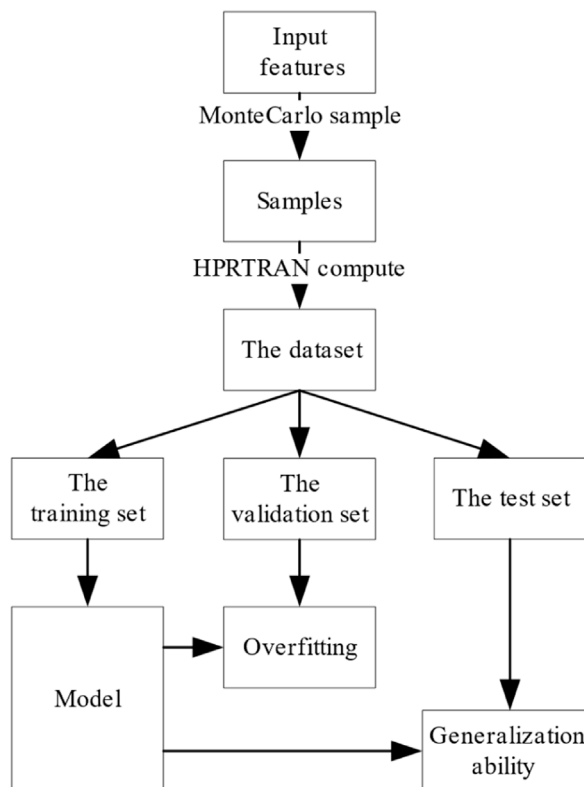 Input
features
MonteCarlo sample
Samples
HPRTRAN compute
The dataset
The
training set
The
validation set
The test set
Overfitting
Model
Generalization
ability